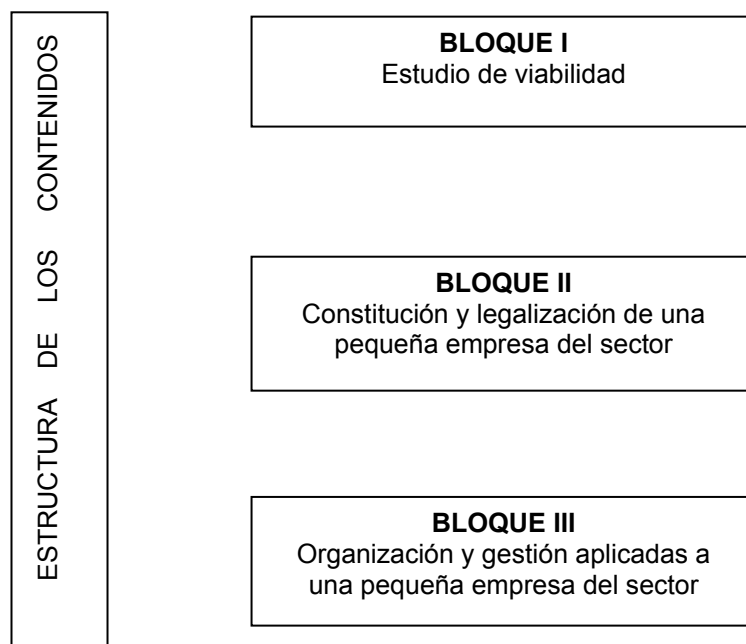 ESTRUCTURA DE LOS CONTENIDOS
BLOQUE I
Estudio de viabilidad
BLOQUE II
Constitución y legalización de una
pequeña empresa del sector
BLOQUE III
Organización y gestión aplicadas a
una pequeña empresa del sector